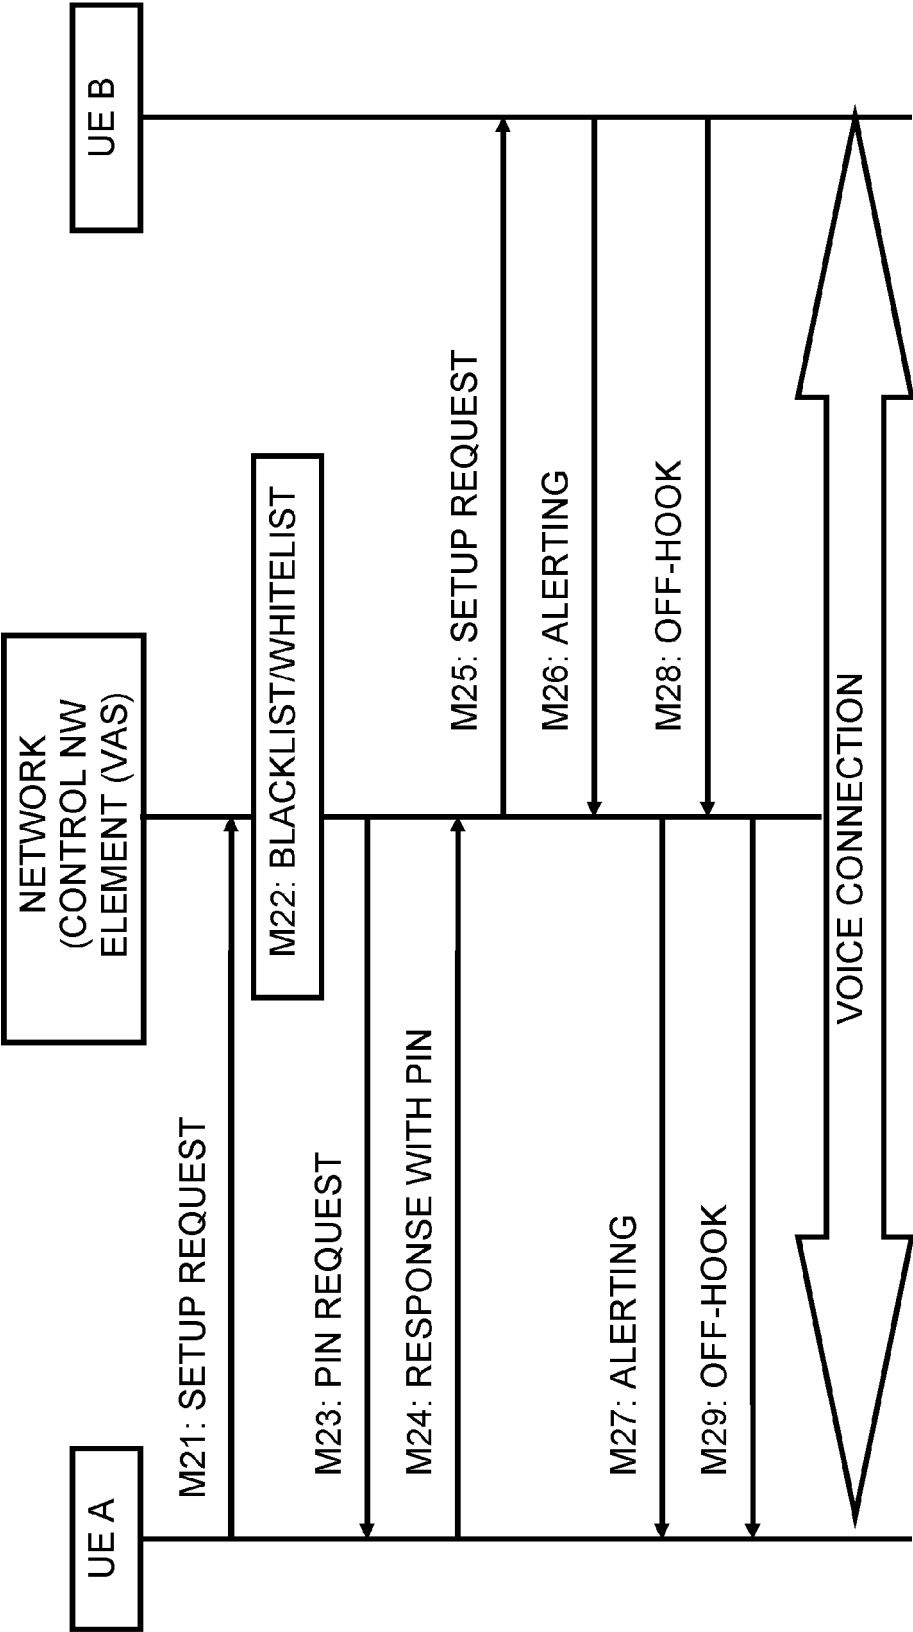 UE A
NETWORK
(CONTROL NW
ELEMENT (VAS)
UE B
M21: SETUP REQUEST
M22: BLACKLIST/WHITELIST
M23: PIN REQUEST
M24: RESPONSE WITH PIN
M25: SETUP REQUEST
M26: ALERTING
M27: ALERTING
M28: OFF-HOOK
M29: OFF-HOOK
VOICE CONNECTION